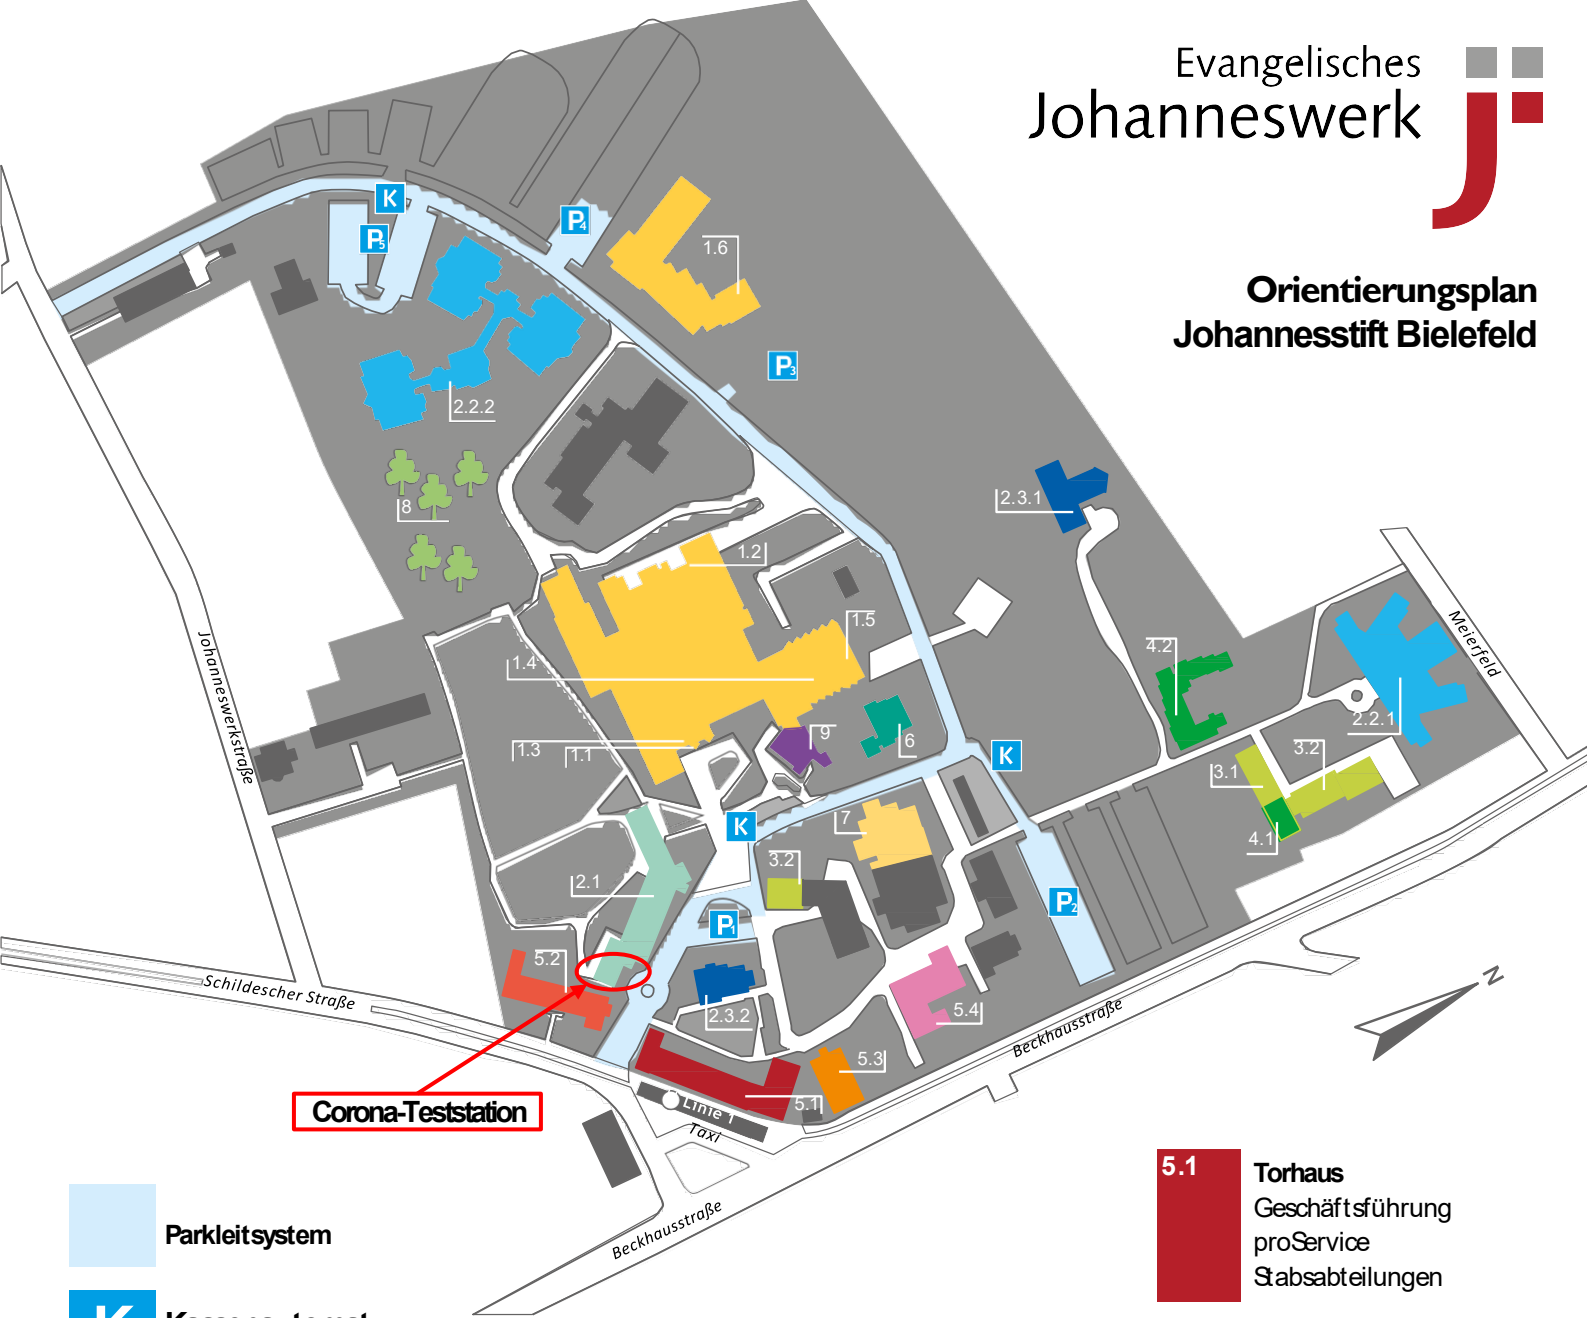 Evangelisches
Johanneswerk
Orientierungsplan
Johannesstift Bielefeld
K
P5
P4
1.6
P3
2.2.2
8
2.3.1
1.2
1.5
1.4
Johanneswerkstraße
Meierfeld
4.2
2.2.1
1.3
1.1
9
6
K
3.2
3.1
4.1
K
7
3.2
2.1
P1
P2
5.2
Schildescher Straße
2.3.2
5.4
N
Beckhausstraße
5.3
5.1
Linie 1
Taxi
Corona-Teststation
Beckhausstraße
5.1
Torhaus
Geschäftsführung
proService
Stabsabteilungen
Parkleitsystem
K
Kassenautomat